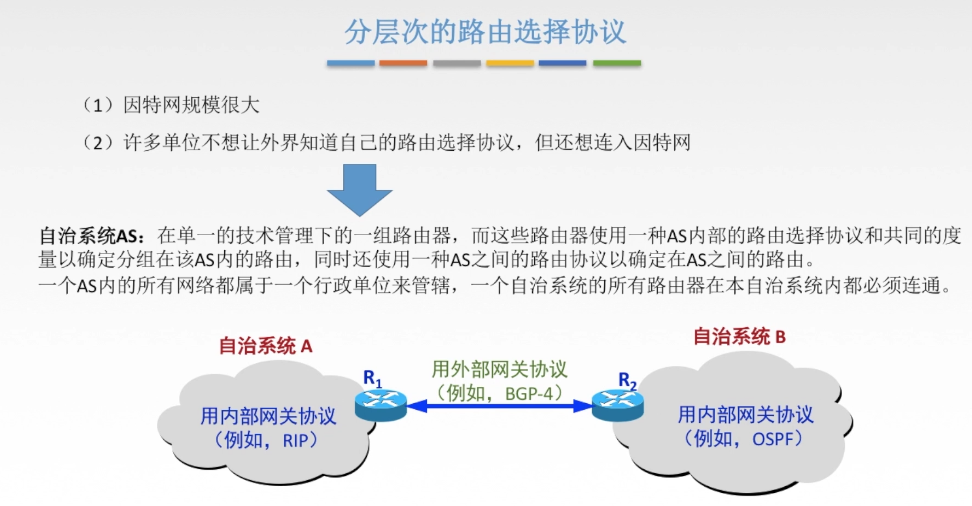 分层次的路由选择协议
（1）因特网规模很大
（2）许多单位不想让外界知道自己的路由选择协议，但还想连入因特网
自治系统AS：在单一的技术管理下的一组路由器，而这些路由器使用一种AS内部的路由选择协议和共同的度
量以确定分组在该AS内的路由，同时还使用一种AS之间的路由协议以确定在AS之间的路由。
一个AS内的所有网络都属于一个行政单位来管辖，一个自治系统的所有路由器在本自治系统内都必须连通。
自治系统 A
自治系统 B
R1
用外部网关协议
（例如，BGP-4）
R2
用内部网关协议
（例如，RIP）
用内部网关协议
（例如，OSPF）